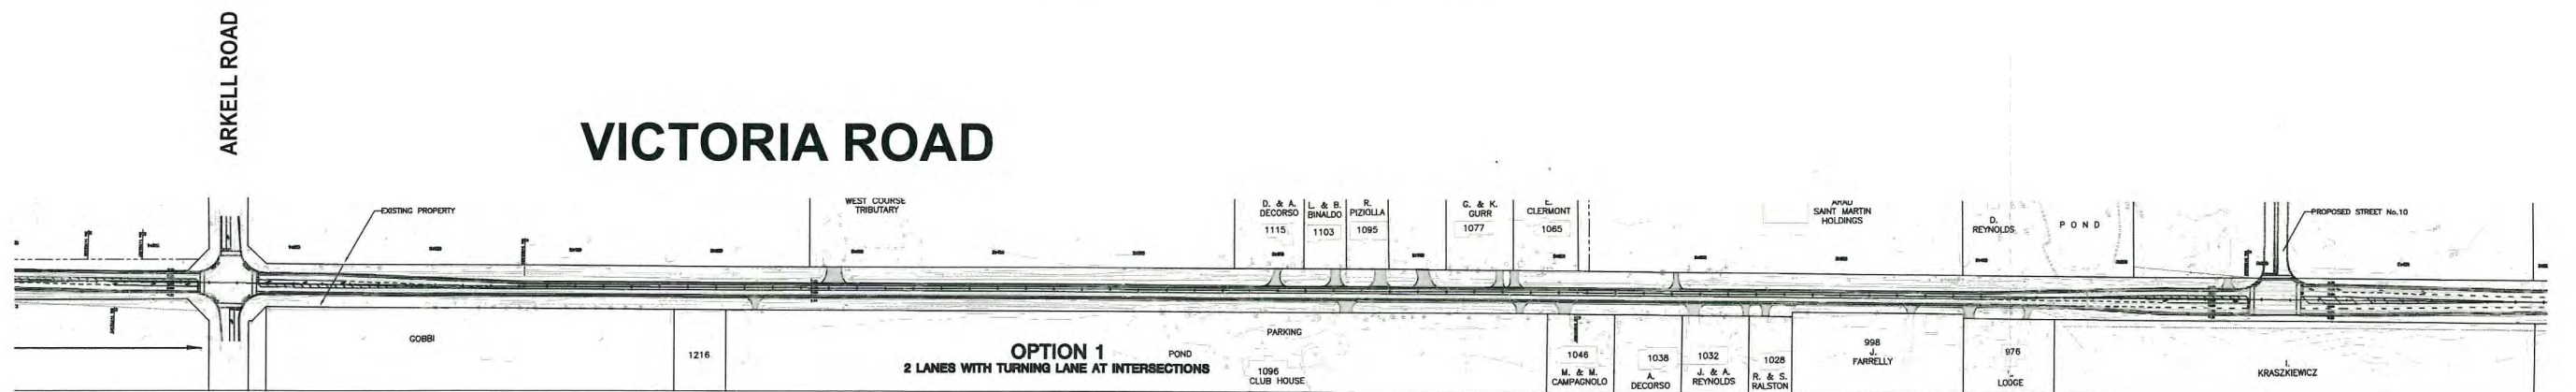 ARKELL ROAD
VICTORIA ROAD
EXISTING PROPERTY
WEST COURSE
TRIBUTARY
D. & A.
DECORSO
1115
L. & B.
BINALDO
1103
R.
PIZIOLLA
1095
G. & K.
GURR
1077
E.
CLERMONT
1065
ARAD
SAINT MARTIN
HOLDINGS
D.
REYNOLDS
POND
PROPOSED STREET No.10
GOBBI
1216
OPTION 1
2 LANES WITH TURNING LANE AT INTERSECTIONS
POND
PARKING
1096
CLUB HOUSE
1046
M. & M.
CAMPAGNOLO
1038
A.
DECORSO
1032
J. & A.
REYNOLDS
1028
R. & S.
RALSTON
998
J.
FARRELLY
976
LODGE
I.
KRASZKIEWICZ